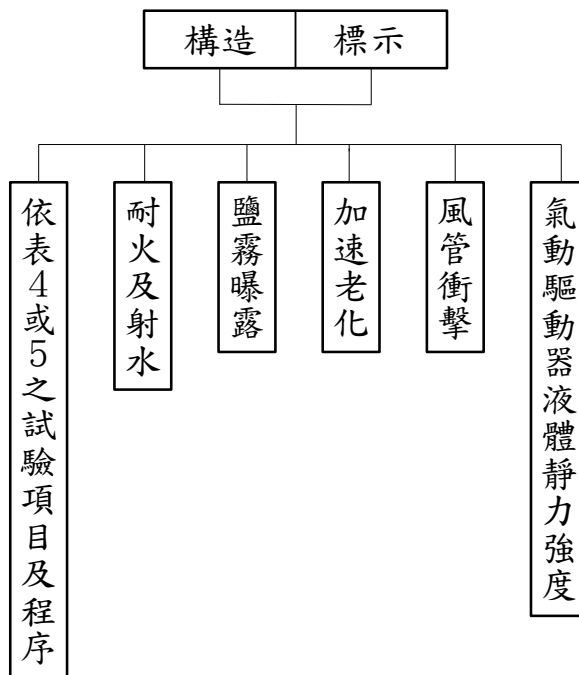 構造
標示
依表4或5之試驗項目及程序
耐火及射水
鹽霧曝露
加速老化
風管衝擊
氣動驅動器液體靜力強度